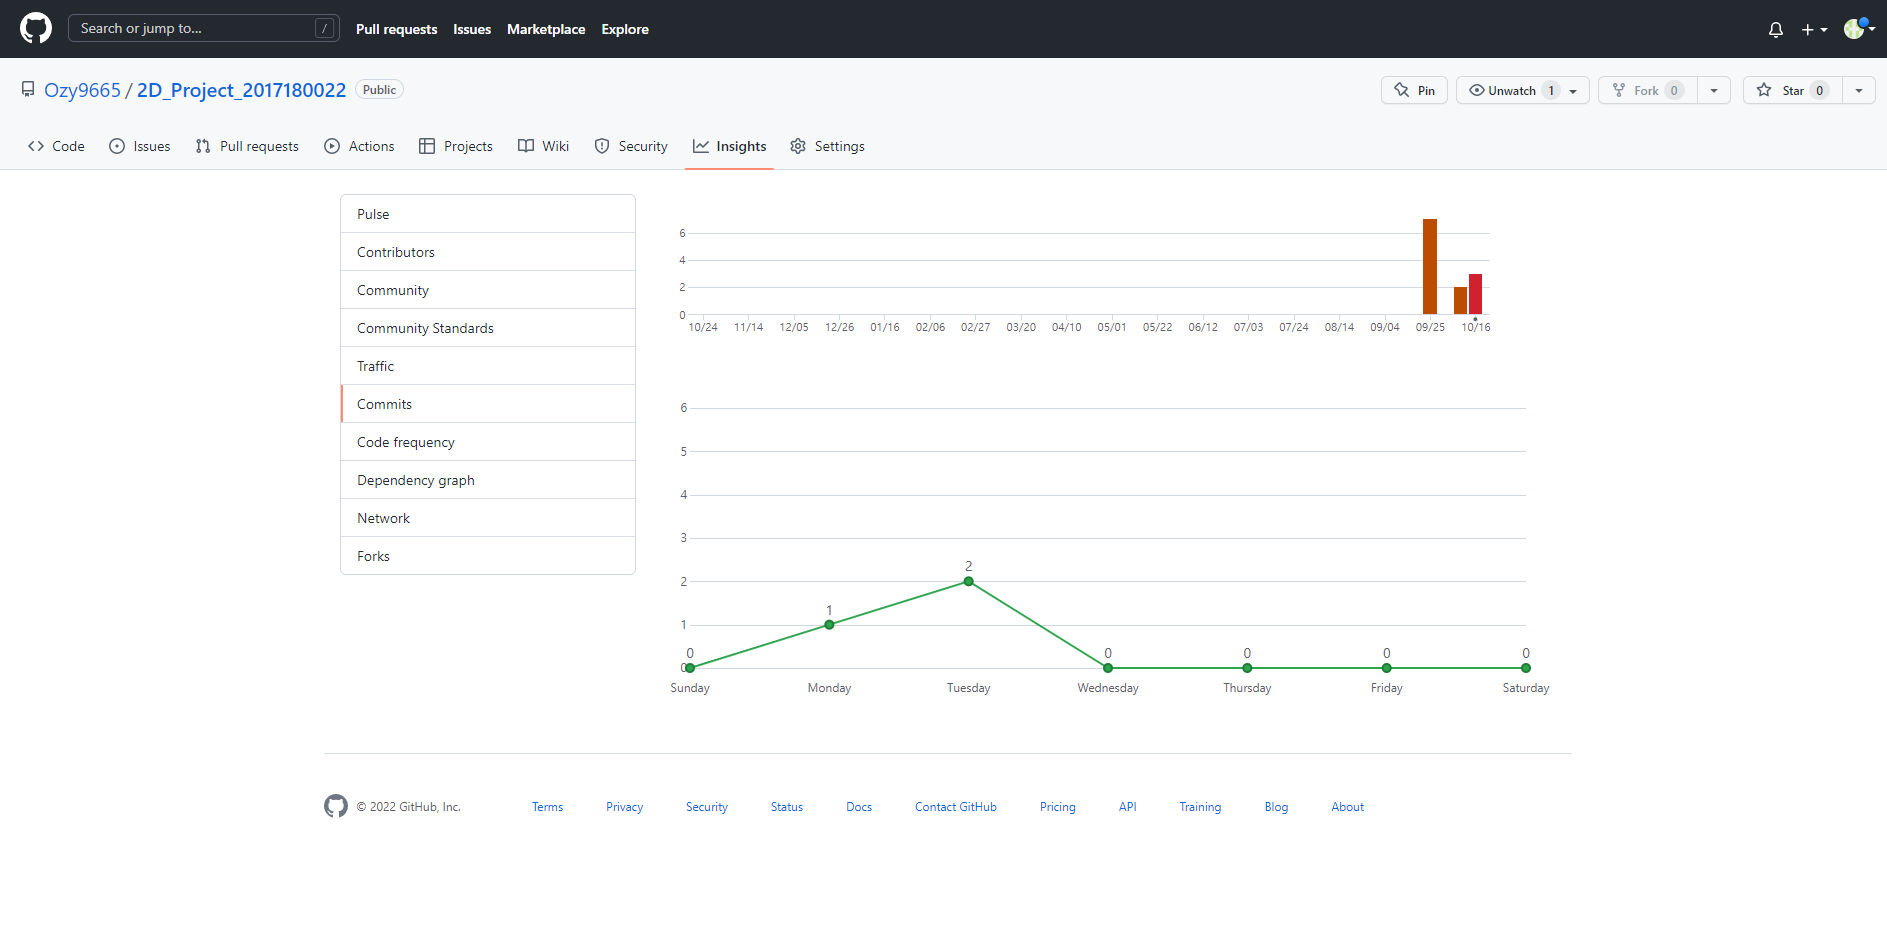 Search or jump to... /
Pull requests Issues Marketplace Explore
Ozy9665 / 2D_Project_2017180022 Public
Pin Unwatch 1 Fork 0 Star 0
Code Issues Pull requests Actions Projects Wiki Security Insights Settings
Pulse
Contributors
Community
Community Standards
Traffic
Commits
Code frequency
Dependency graph
Network
Forks
6
4
2
0
10/24 11/14 12/05 12/26 01/16 02/06 02/27 03/20 04/10 05/01 05/22 06/12 07/03 07/24 08/14 09/04 09/25 10/16
6
5
4
3
2
1
0
0 1 2 0 0 0 0
Sunday Monday Tuesday Wednesday Thursday Friday Saturday
© 2022 GitHub, Inc. Terms Privacy Security Status Docs Contact GitHub Pricing API Training Blog About